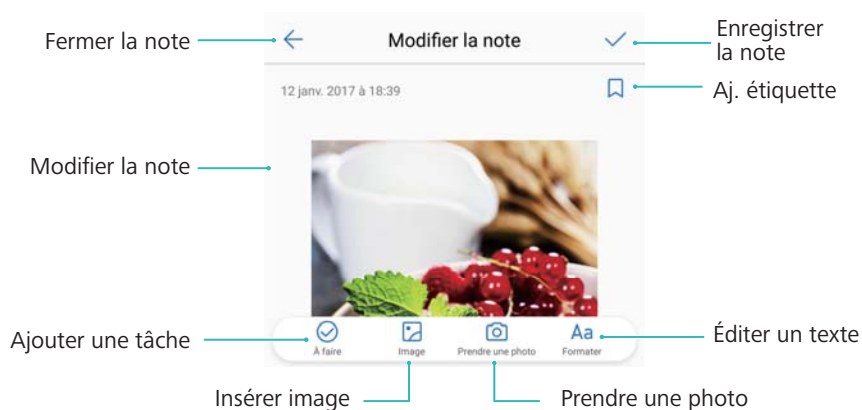 Fermer la note
Modifier la note
Enregistrer
la note
12 janv. 2017 à 18:39
Aj. étiquette
Modifier la note
Ajouter une tâche
À faire
Image
Prendre une photo
Aa
Formater
Éditer un texte
Insérer image
Prendre une photo